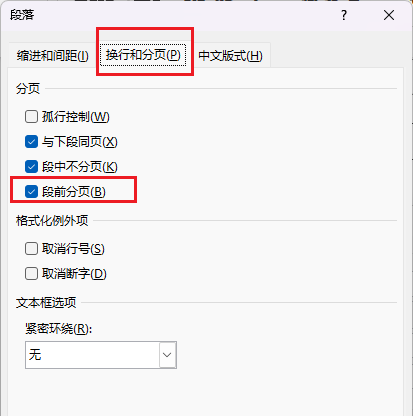 段落
缩进和间距(I) 换行和分页(P) 中文版式(H)
分页
孤行控制(W)
与下段同页(X)
段中不分页(K)
段前分页(B)
格式化例外项
取消行号(S)
取消断字(D)
文本框选项
紧密环绕(R):
无